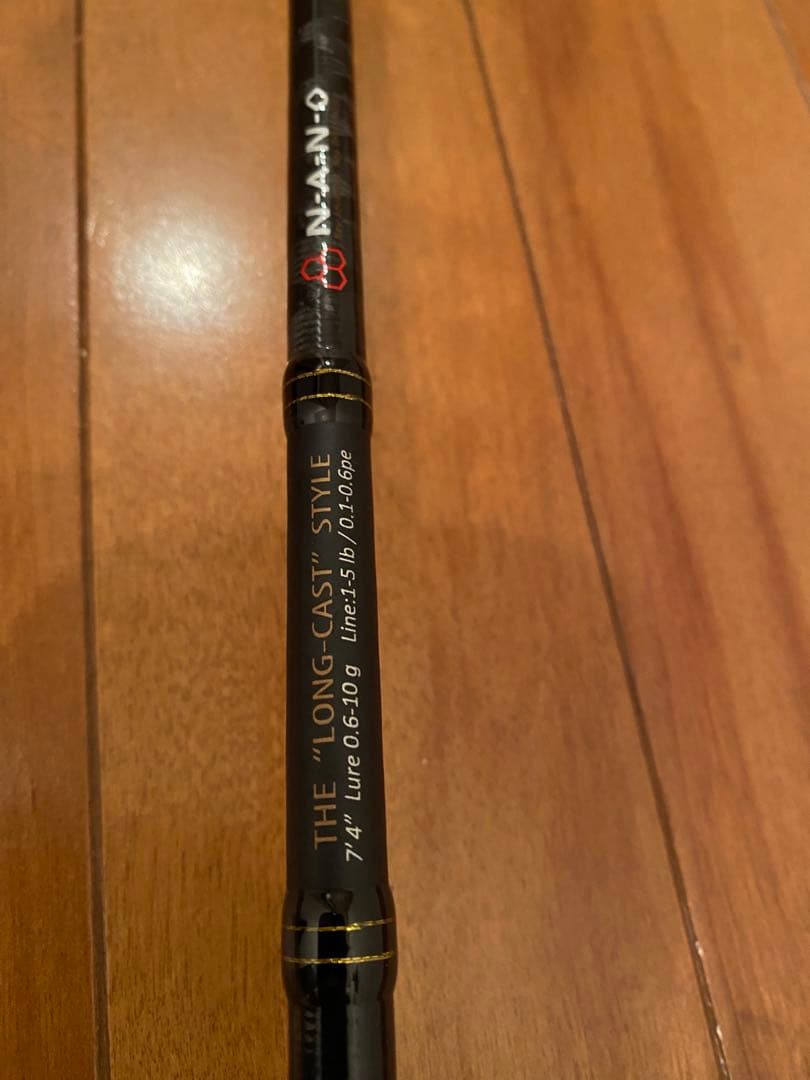 N-A-N-O
THE "LONG-CAST" STYLE
7'4" Lure 0.6-10 g Line:1-5 lb / 0.1-0.6pe